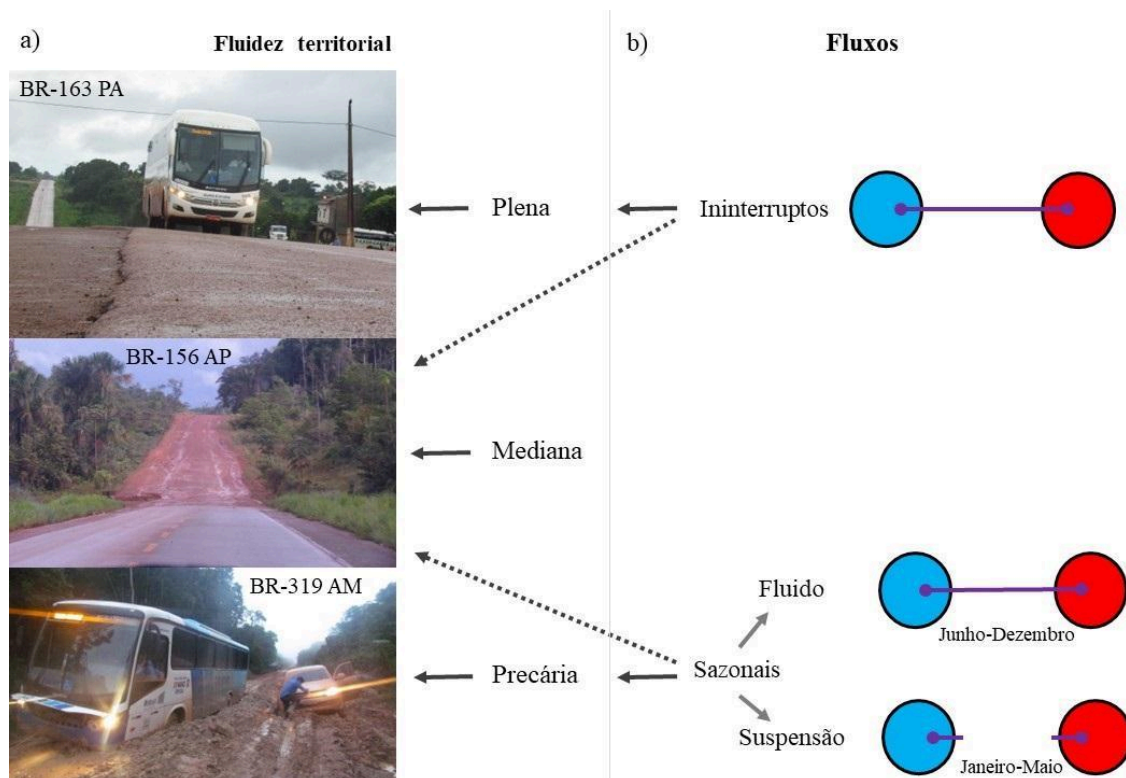 a)
Fluidez territorial
b)
Fluxos
BR-163 PA
Plena
Ininterruptos
BR-156 AP
Mediana
BR-319 AM
Precária
Sazonais
Fluido
Junho-Dezembro
Suspensão
Janeiro-Maio